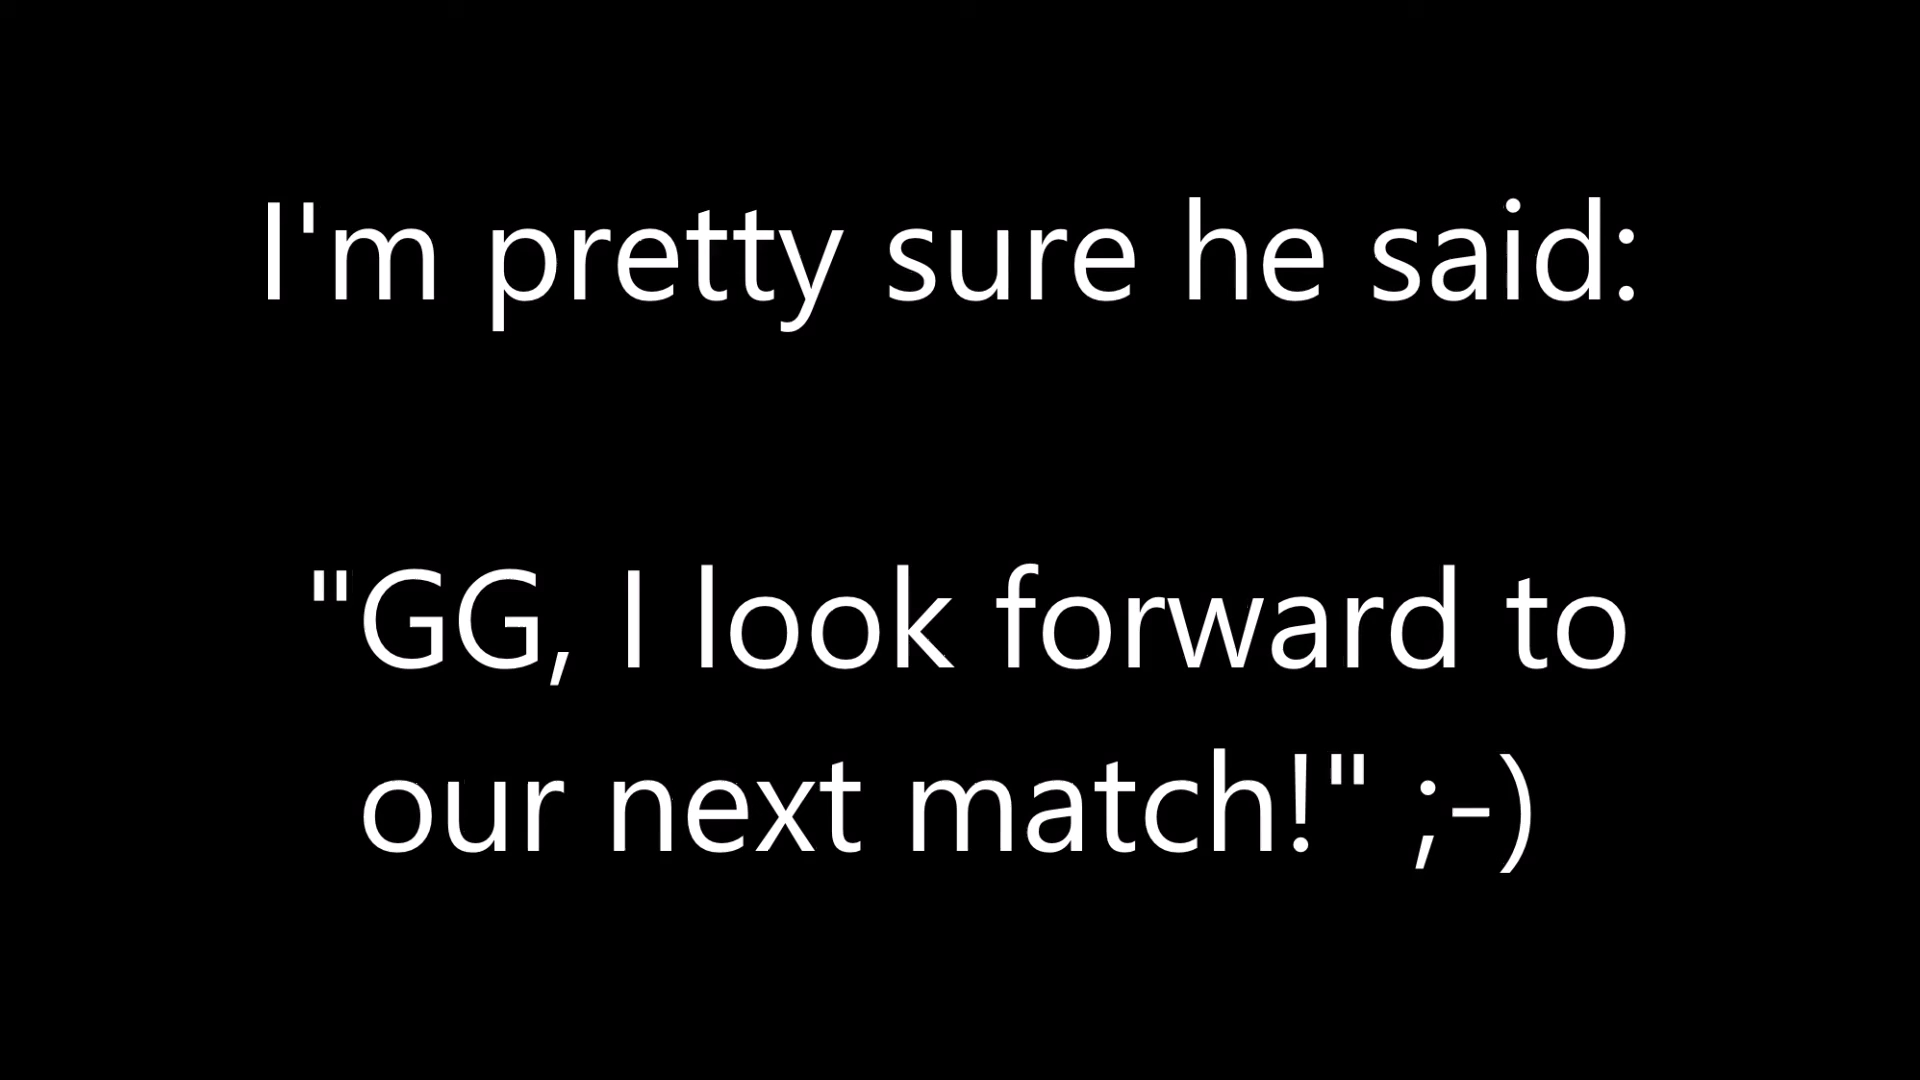 I'm pretty sure he said:
"GG, I look forward to
our next match!" ;-)